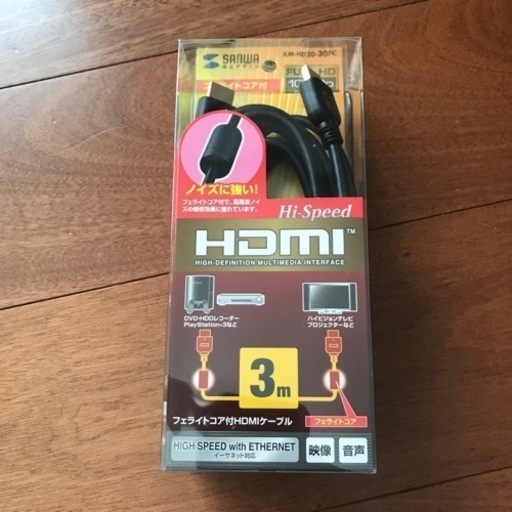 SANWA
SUPPLY
KM-HD20-30FC
フェライトコア付
FULL HD
ノイズに強い!
フェライトコア付で、高周波ノイ
ズの吸収効果に優れています。
Hi-Speed
HDMI™
HIGH-DEFINITION MULTIMEDIA INTERFACE
DVD・HDDレコーダー
PlayStation®3など
ハイビジョンテレビ
プロジェクターなど
3m
フェライトコア付HDMIケーブル
フェライトコア
HIGH SPEED with ETHERNET
イーサネット対応
映像
音声